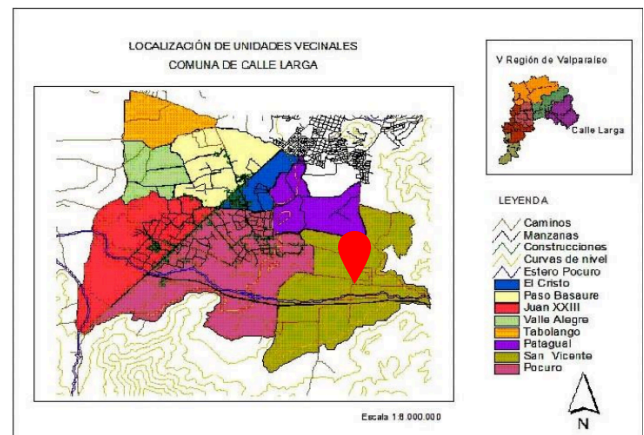 LOCALIZACIÓN DE UNIDADES VECINALES
COMUNA DE CALLE LARGA
V Región de Valparaíso
Calle Larga
LEYENDA
Caminos
Manzanas
Construcciones
Curvas de nivel
Estero Pocuro
El Cristo
Paso Basaure
Juan XXIII
Valle Alegre
Tabolango
Patagual
San Vicente
Pocuro
Escala 1:8.000.000
N